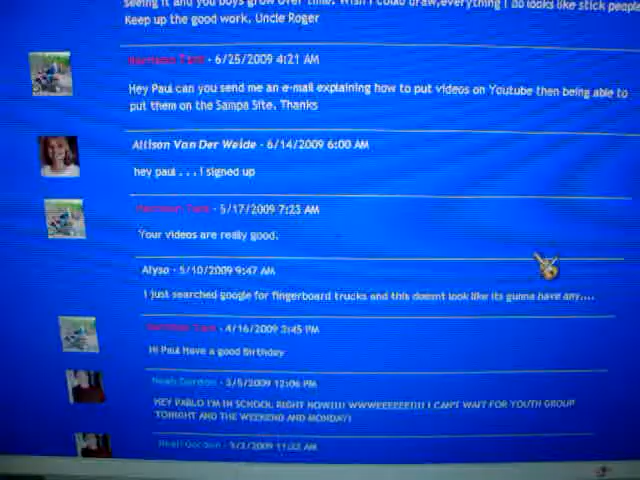 seeing it and you boys grow over time. Wish I could draw,everything I do looks like stick people
Keep up the good work. Uncle Roger
- 6/25/2009 4:21 AM
Hey Paul can you send me an e-mail explaining how to put videos on Youtube then being able to
put them on the Sampa Site. Thanks
Allison Van Der Weide - 6/14/2009 6:00 AM
hey paul . . . i signed up
- 5/17/2009 7:23 AM
Your videos are really good.
Alyso - 5/10/2009 9:47 AM
I just searched google for fingerboard trucks and this doesnt look like its gunna have any....
- 4/16/2009 3:45 PM
Hi Paul Have a good Birthday
Noah Gordon - 3/5/2009 12:06 PM
HEY PABLO I'M IN SCHOOL RIGHT NOW!!!! WWWEEEEEEE!!! I CAN'T WAIT FOR YOUTH GROUP
TONIGHT AND THE WEEKEND AND MONDAY!
Noah Gordon - 3/2/2009 11:32 AM